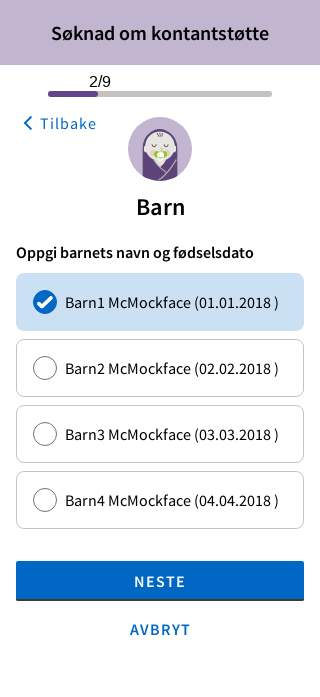 Søknad om kontantstøtte
2/9
Tilbake
Barn
Oppgi barnets navn og fødselsdato
Barn1 McMockface (01.01.2018 )
Barn2 McMockface (02.02.2018 )
Barn3 McMockface (03.03.2018 )
Barn4 McMockface (04.04.2018 )
NESTE
AVBRYT